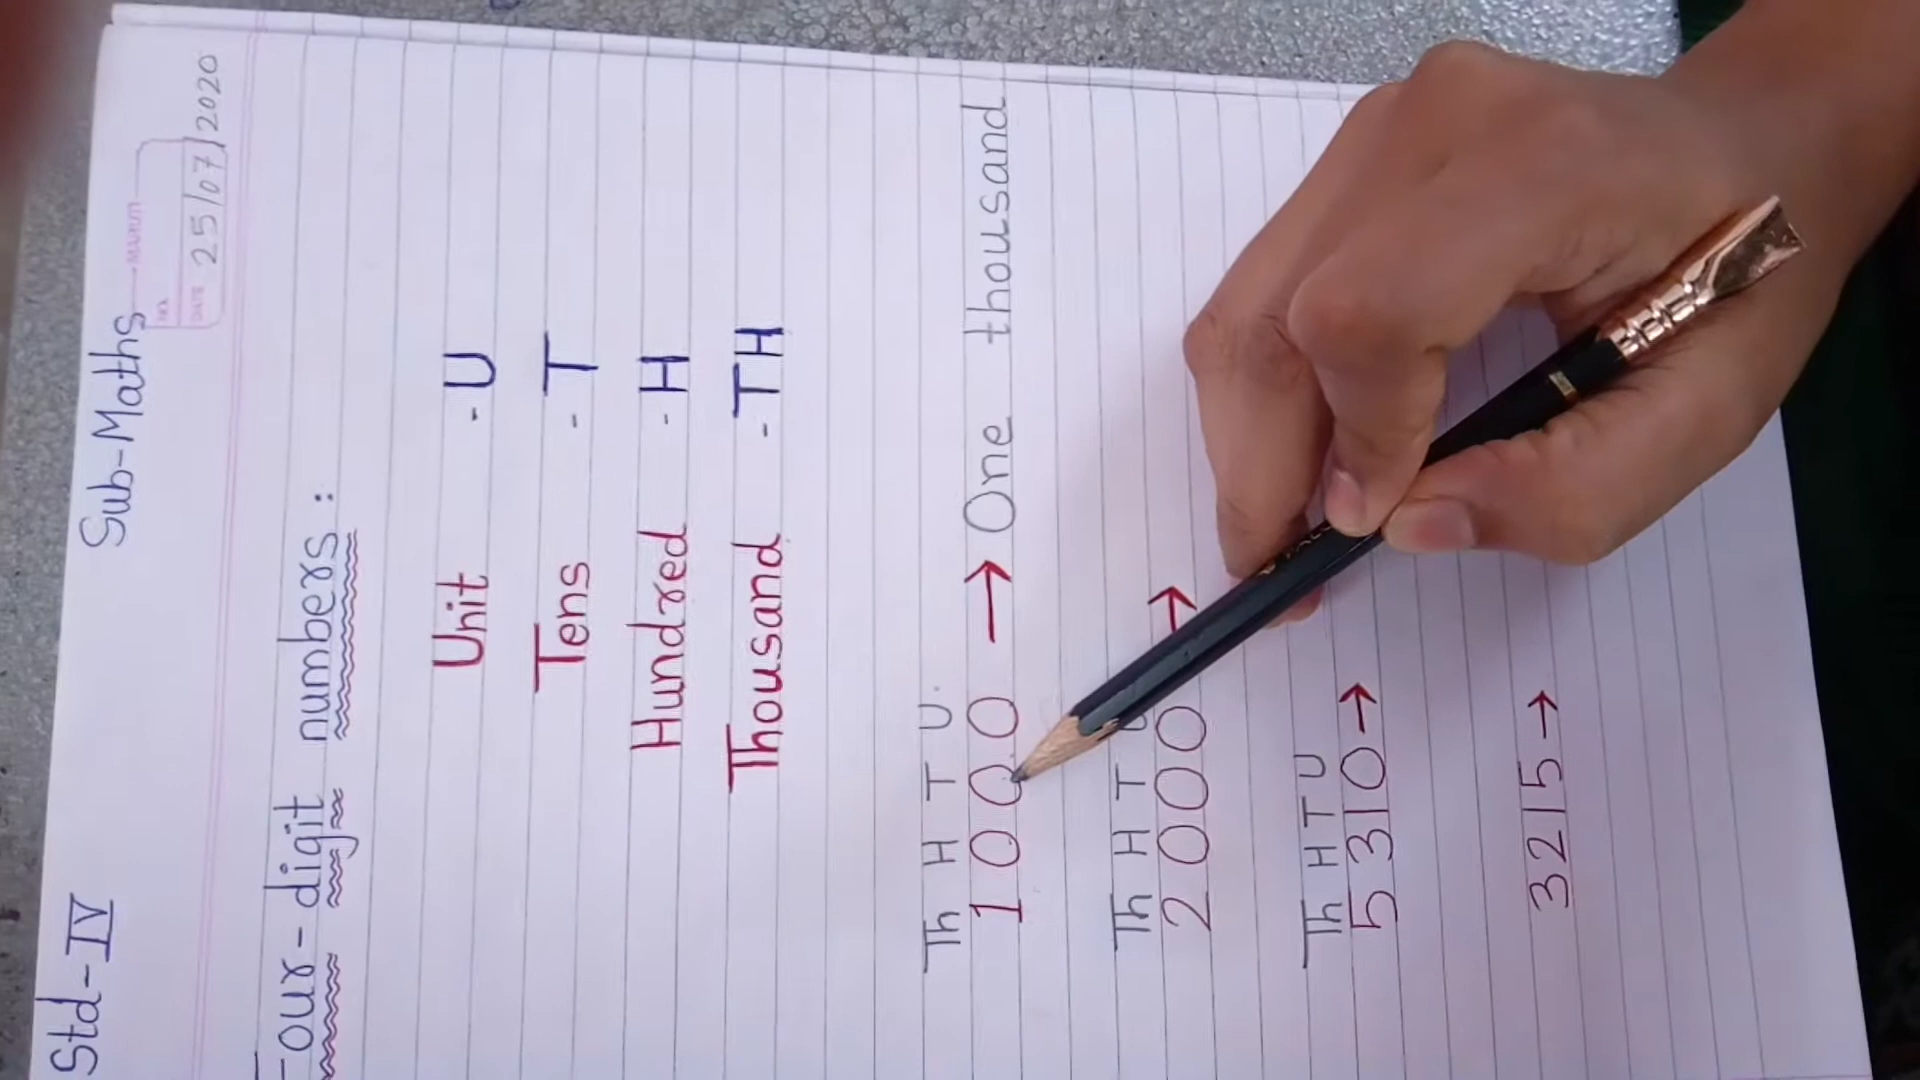 Std-IV Sub-Maths
DATE 25/07/2020
Four-digit numbers :
Unit - U
Tens - T
Hundred - H
Thousand - TH
Th H T U.
1000 → One thousand
Th H T U
2000 →
Th H T U
5310 →
3215 →